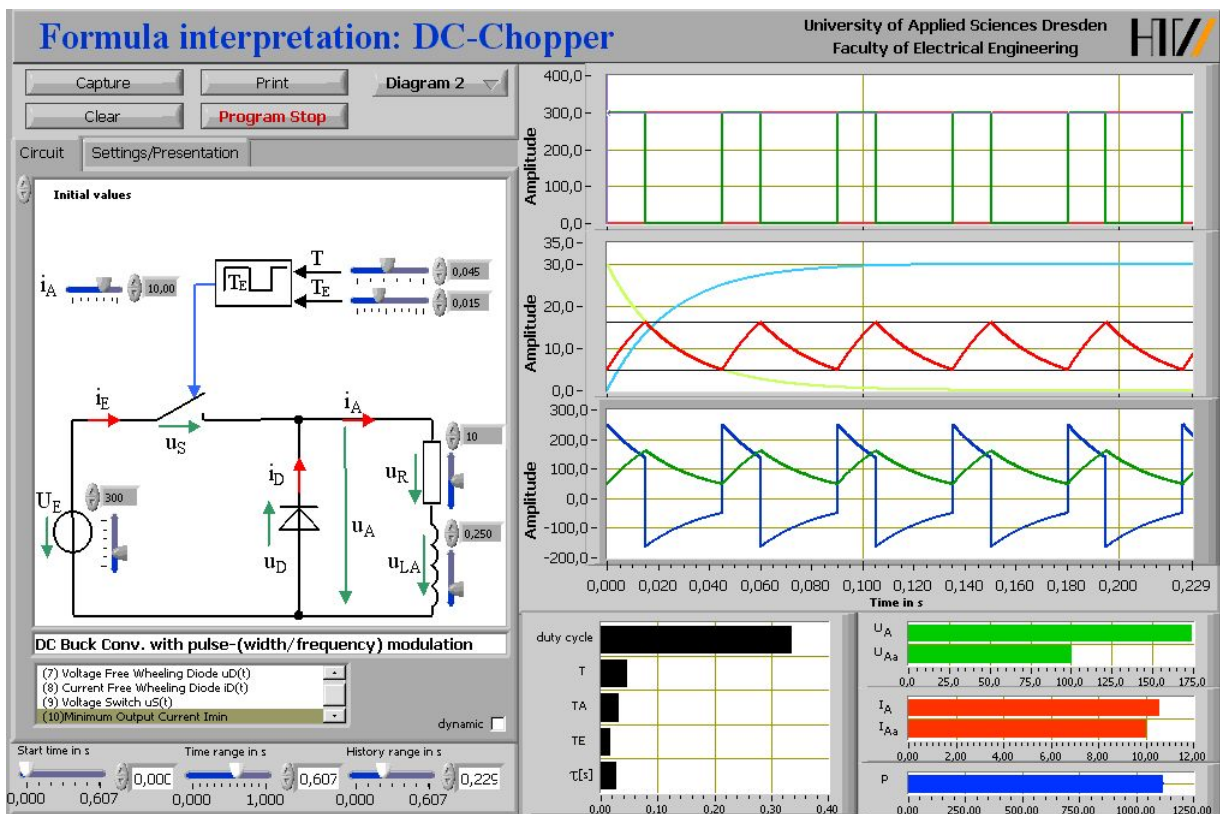 Formula interpretation: DC-Chopper
University of Applied Sciences Dresden
Faculty of Electrical Engineering
HTW
Capture
Print
Diagram 2
Clear
Program Stop
Circuit
Settings/Presentation
Initial values
iA
10,00
TE
T
0,045
TE
0,015
iE
uS
iA
10
UE
300
iD
uR
uA
0,250
uD
uLA
DC Buck Conv. with pulse-(width/frequency) modulation
(7) Voltage Free Wheeling Diode uD(t)
(8) Current Free Wheeling Diode iD(t)
(9) Voltage Switch uS(t)
(10)Minimum Output Current Imin
dynamic
Start time in s
Time range in s
History range in s
0,000
0,607
0,607
0,229
0,000 0,607
0,000 1,000
0,000 0,607
Amplitude
400,0
300,0
200,0
100,0
0,0
Amplitude
35,0
30,0
20,0
10,0
0,0
Amplitude
300,0
200,0
100,0
0,0
-100,0
-200,0
0,000 0,020 0,040 0,060 0,080 0,100 0,120 0,140 0,160 0,180 0,200 0,229
Time in s
duty cycle
T
TA
TE
τ[s]
0,00 0,10 0,20 0,30 0,40
UA
UAa
0,0 25,0 50,0 75,0 100,0 125,0 150,0 175,0
IA
IAa
0,00 2,00 4,00 6,00 8,00 10,00 12,00
P
0,00 250,00 500,00 750,00 1000,00 1250,00